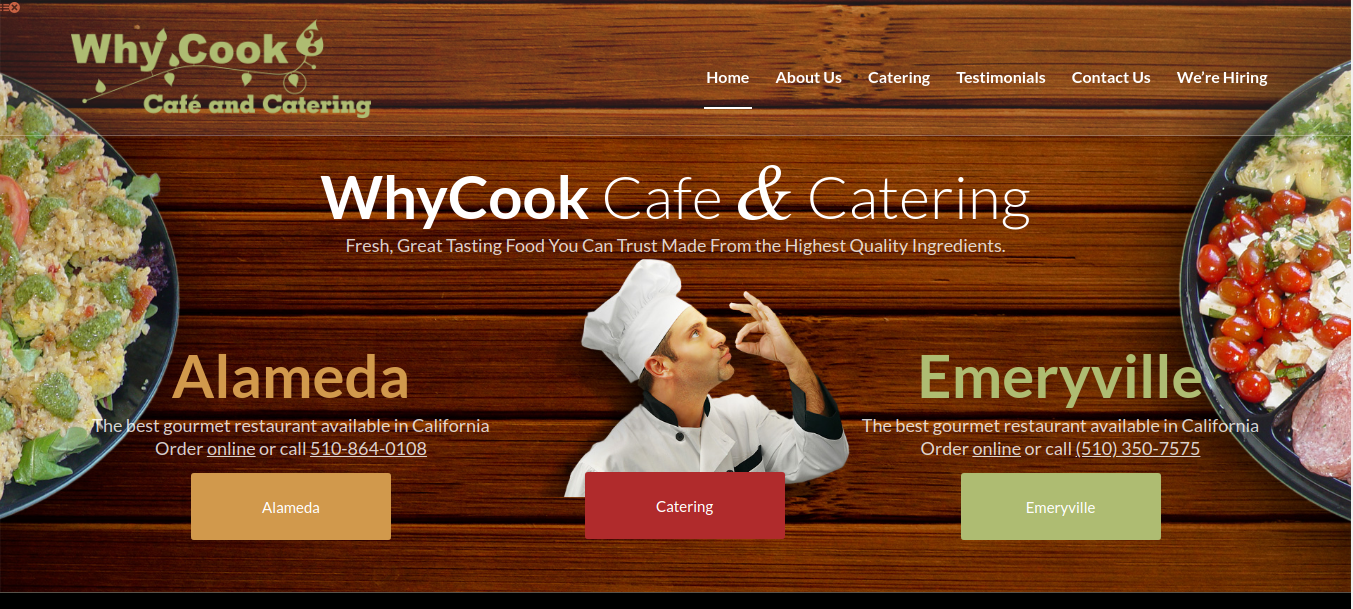 Why Cook
?
Café and Catering
Home About Us Catering Testimonials Contact Us We’re Hiring
WhyCook Cafe & Catering
Fresh, Great Tasting Food You Can Trust Made From the Highest Quality Ingredients.
Alameda
The best gourmet restaurant available in California
Order online or call 510-864-0108
Alameda
Catering
Emeryville
The best gourmet restaurant available in California
Order online or call (510) 350-7575
Emeryville